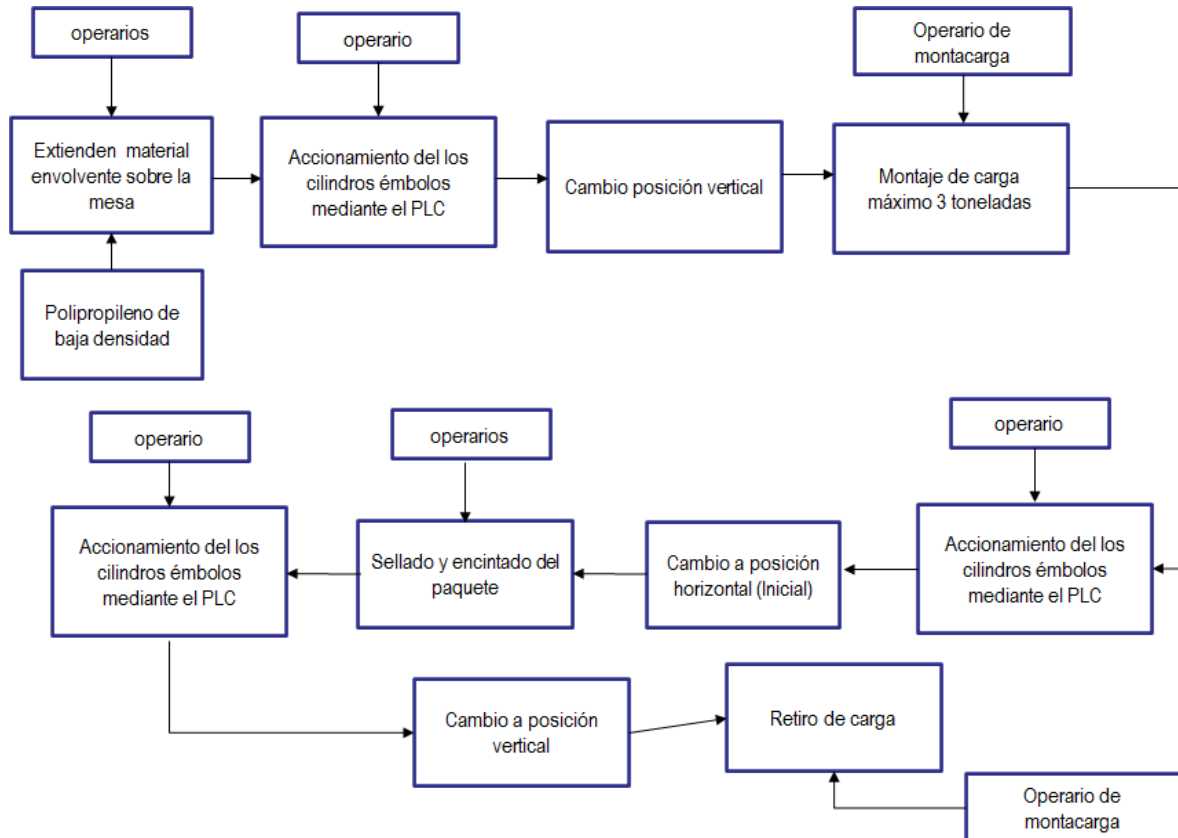 operarios
operario
Operario de
montacarga
Extienden material
envolvente sobre la
mesa
Accionamiento del los
cilindros émbolos
mediante el PLC
Cambio posición vertical
Montaje de carga
máximo 3 toneladas
Polipropileno de
baja densidad
operario
operarios
operario
Accionamiento del los
cilindros émbolos
mediante el PLC
Sellado y encintado del
paquete
Cambio a posición
horizontal (Inicial)
Accionamiento del los
cilindros émbolos
mediante el PLC
Cambio a posición
vertical
Retiro de carga
Operario de
montacarga